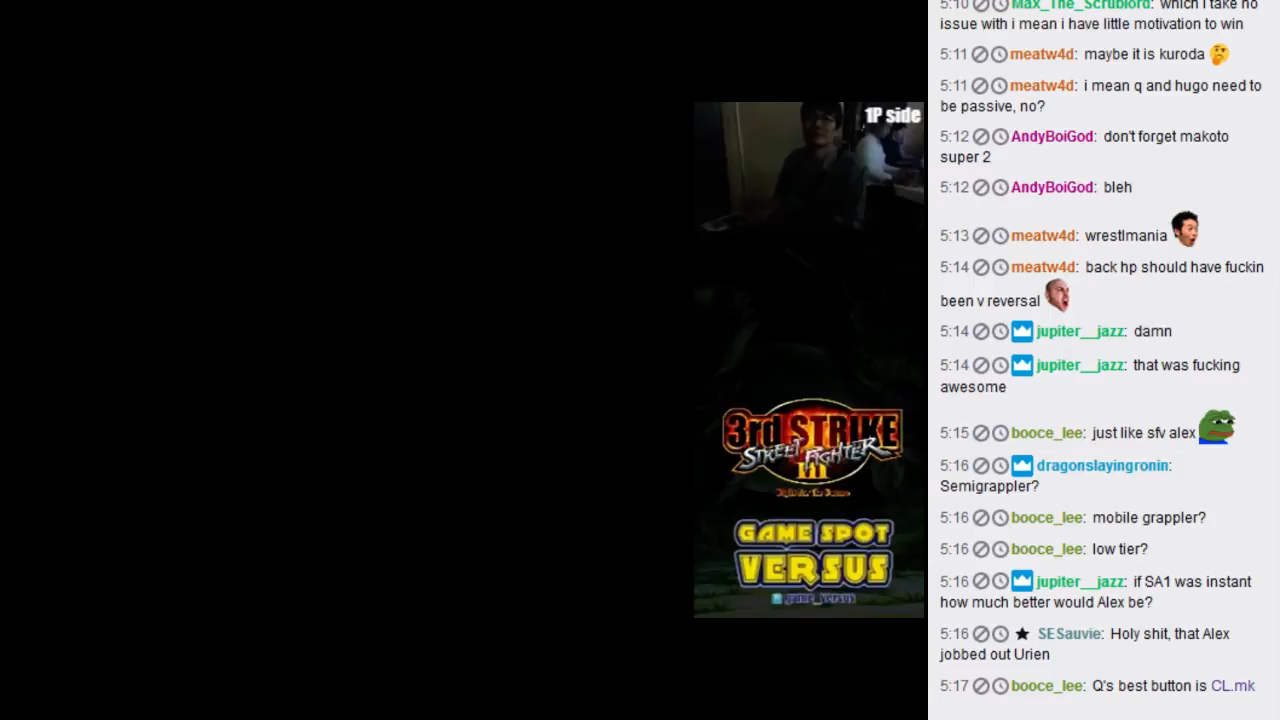 1P side
3rd STRIKE
STREET FIGHTER
III
GAME SPOT
VERSUS
game_versus
5:10 Max_The_Scrublord: which i take no
issue with i mean i have little motivation to win
5:11 meatw4d: maybe it is kuroda
5:11 meatw4d: i mean q and hugo need to
be passive, no?
5:12 AndyBoiGod: don't forget makoto
super 2
5:12 AndyBoiGod: bleh
5:13 meatw4d: wrestlmania
5:14 meatw4d: back hp should have fuckin
been v reversal
5:14 jupiter__jazz: damn
5:14 jupiter__jazz: that was fucking
awesome
5:15 booce_lee: just like sfv alex
5:16 dragonslayingronin:
Semigrappler?
5:16 booce_lee: mobile grappler?
5:16 booce_lee: low tier?
5:16 jupiter__jazz: if SA1 was instant
how much better would Alex be?
5:16 SESauvie: Holy shit, that Alex
jobbed out Urien
5:17 booce_lee: Q's best button is CL.mk